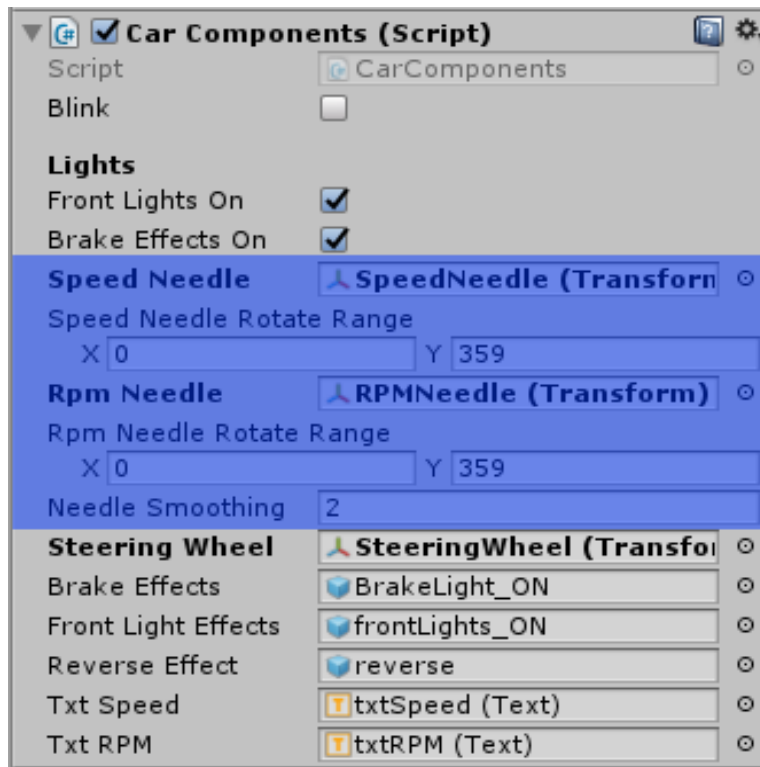 Car Components (Script)
Script CarComponents
Blink
Lights
Front Lights On
Brake Effects On
Speed Needle SpeedNeedle (Transform
Speed Needle Rotate Range
X 0 Y 359
Rpm Needle RPMNeedle (Transform)
Rpm Needle Rotate Range
X 0 Y 359
Needle Smoothing 2
Steering Wheel SteeringWheel (Transfo
Brake Effects BrakeLight_ON
Front Light Effects frontLights_ON
Reverse Effect reverse
Txt Speed txtSpeed (Text)
Txt RPM txtRPM (Text)